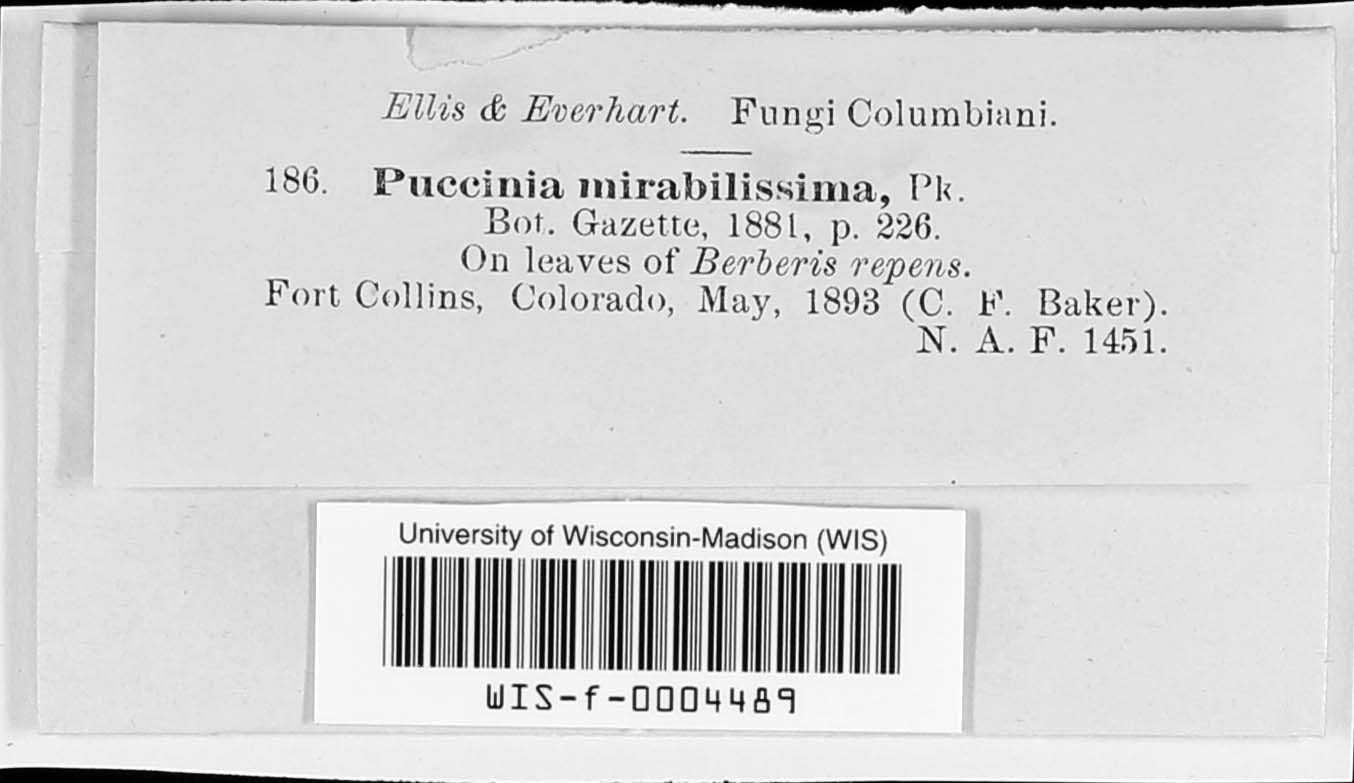 Ellis & Everhart. Fungi Columbiani.
186. Puccinia mirabilissima, Pk.
Bot. Gazette, 1881, p. 226.
On leaves of Berberis repens.
Fort Collins, Colorado, May, 1893 (C. F. Baker).
N. A. F. 1451.
University of Wisconsin-Madison (WIS)
WIS-f-0004489